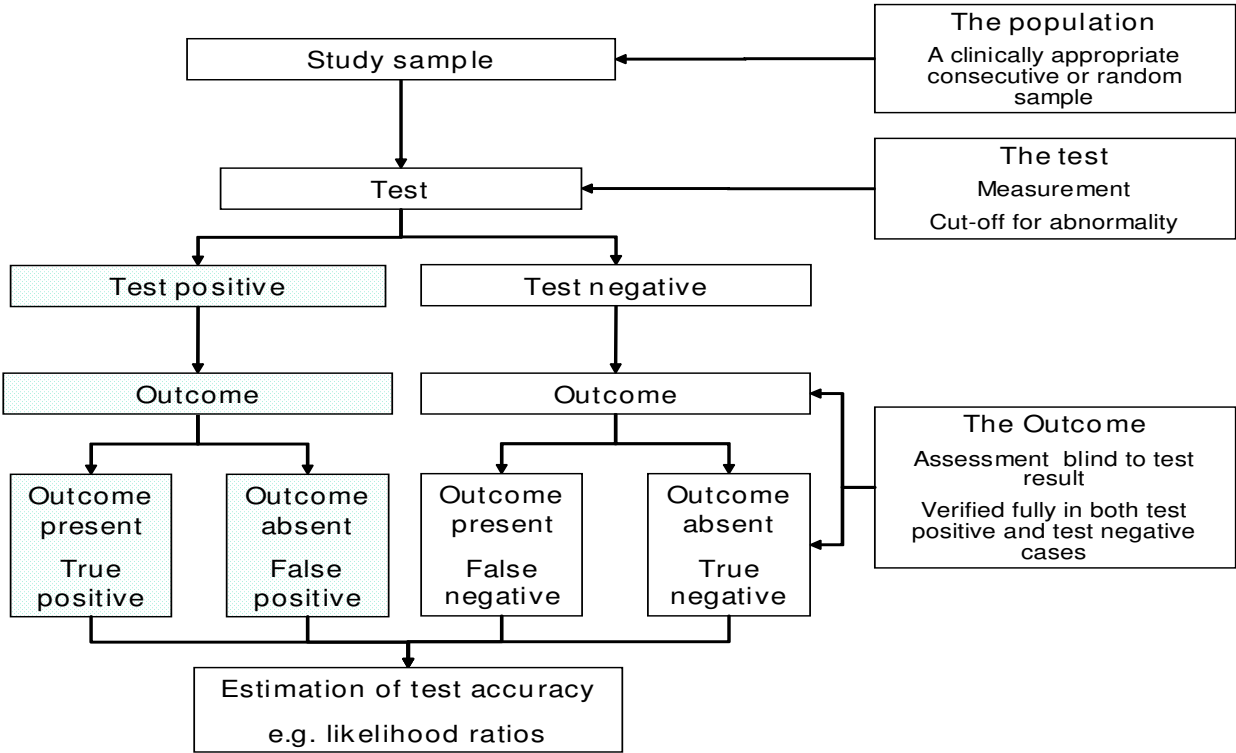 Study sample
The population
A clinically appropriate
consecutive or random
sample
Test
The test
Measurement
Cut-off for abnormality
Test positive
Test negative
Outcome
Outcome
The Outcome
Assessment blind to test
result
Verified fully in both test
positive and test negative
cases
Outcome
present
True
positive
Outcome
absent
False
positive
Outcome
present
False
negative
Outcome
absent
True
negative
Estimation of test accuracy
e.g. likelihood ratios